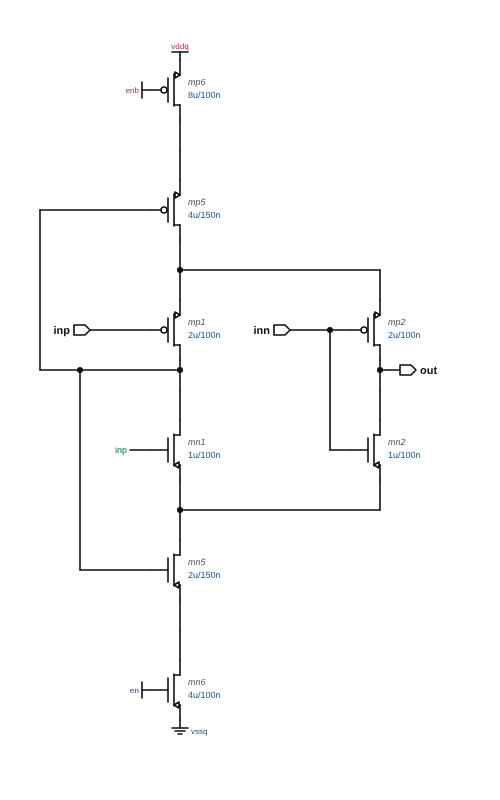 vddq
enb
mp6
8u/100n
mp5
4u/150n
inp
mp1
2u/100n
inn
mp2
2u/100n
out
inp
mn1
1u/100n
mn2
1u/100n
mn5
2u/150n
en
mn6
4u/100n
vssq